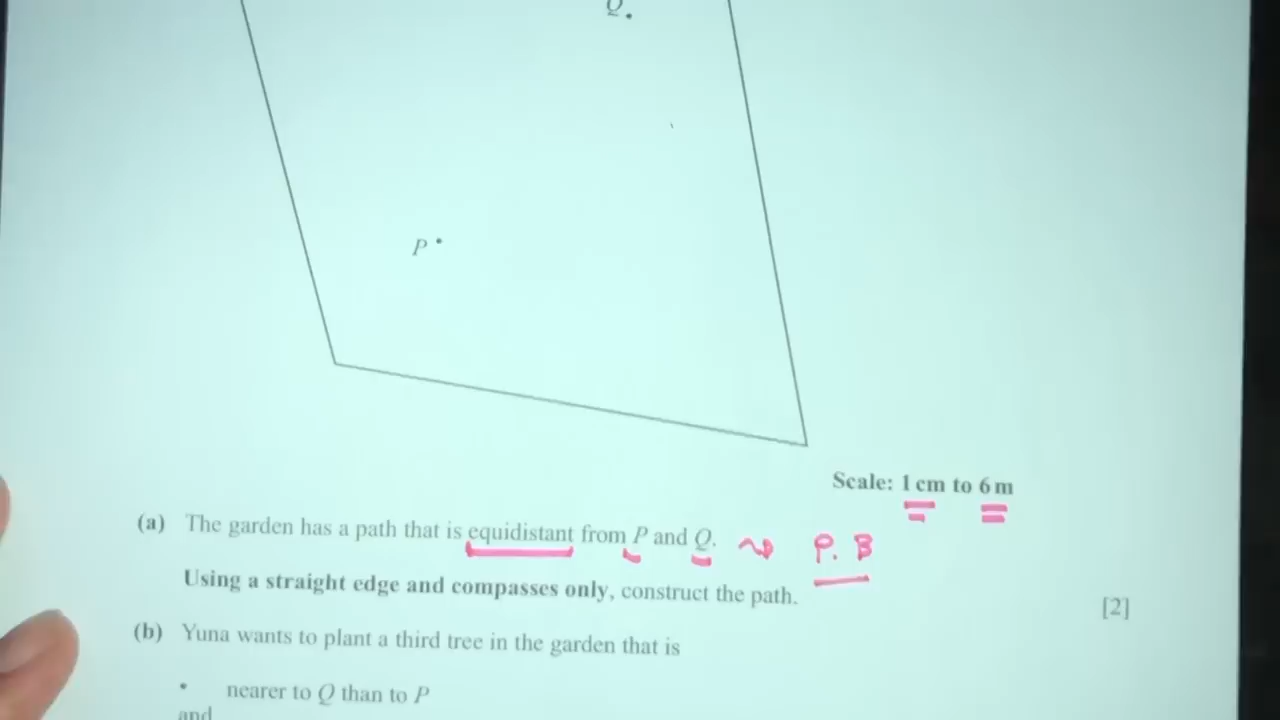 Q
P
Scale: 1 cm to 6 m
(a) The garden has a path that is equidistant from P and Q. P.B
Using a straight edge and compasses only, construct the path.
[2]
(b) Yuna wants to plant a third tree in the garden that is
• nearer to Q than to P
and